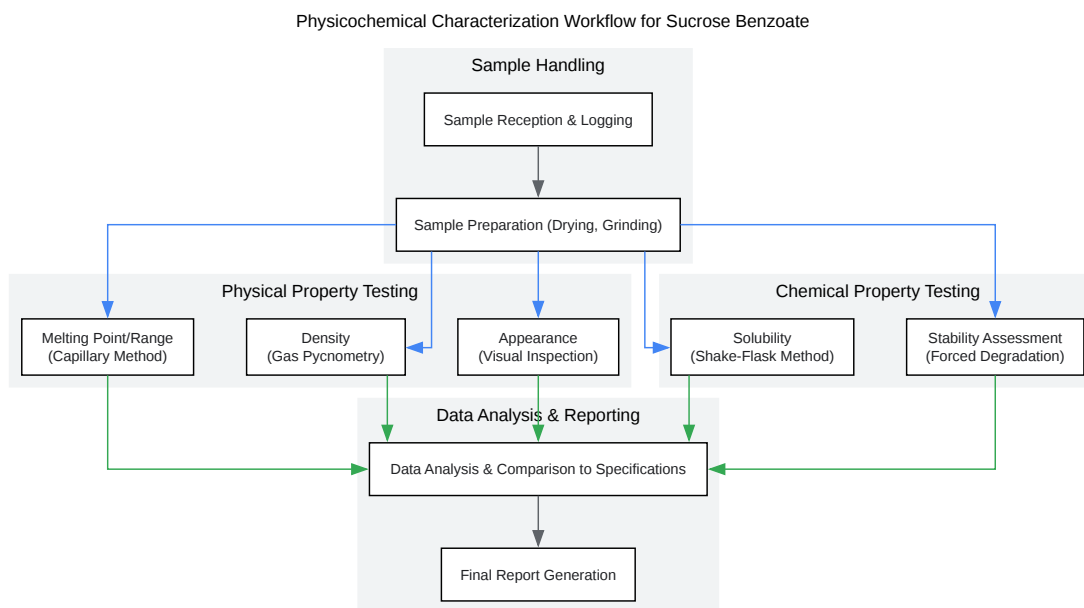 Physicochemical Characterization Workflow for Sucrose Benzoate
Sample Handling
Sample Reception & Logging
Sample Preparation (Drying, Grinding)
Physical Property Testing
Chemical Property Testing
Melting Point/Range
(Capillary Method)
Density
(Gas Pycnometry)
Appearance
(Visual Inspection)
Solubility
(Shake-Flask Method)
Stability Assessment
(Forced Degradation)
Data Analysis & Reporting
Data Analysis & Comparison to Specifications
Final Report Generation